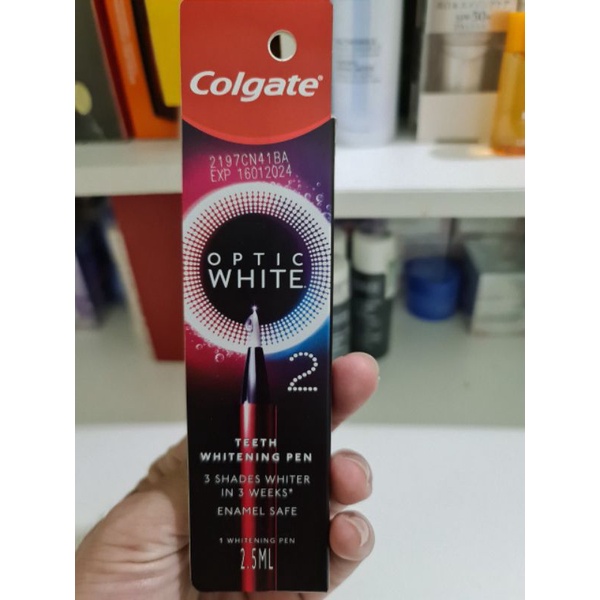 Colgate®
2197CN41BA
EXP 16012024
OPTIC
WHITE
2
TEETH
WHITENING PEN
3 SHADES WHITER
IN 3 WEEKS*
ENAMEL SAFE
1 WHITENING PEN
2.5ML
SPF50+